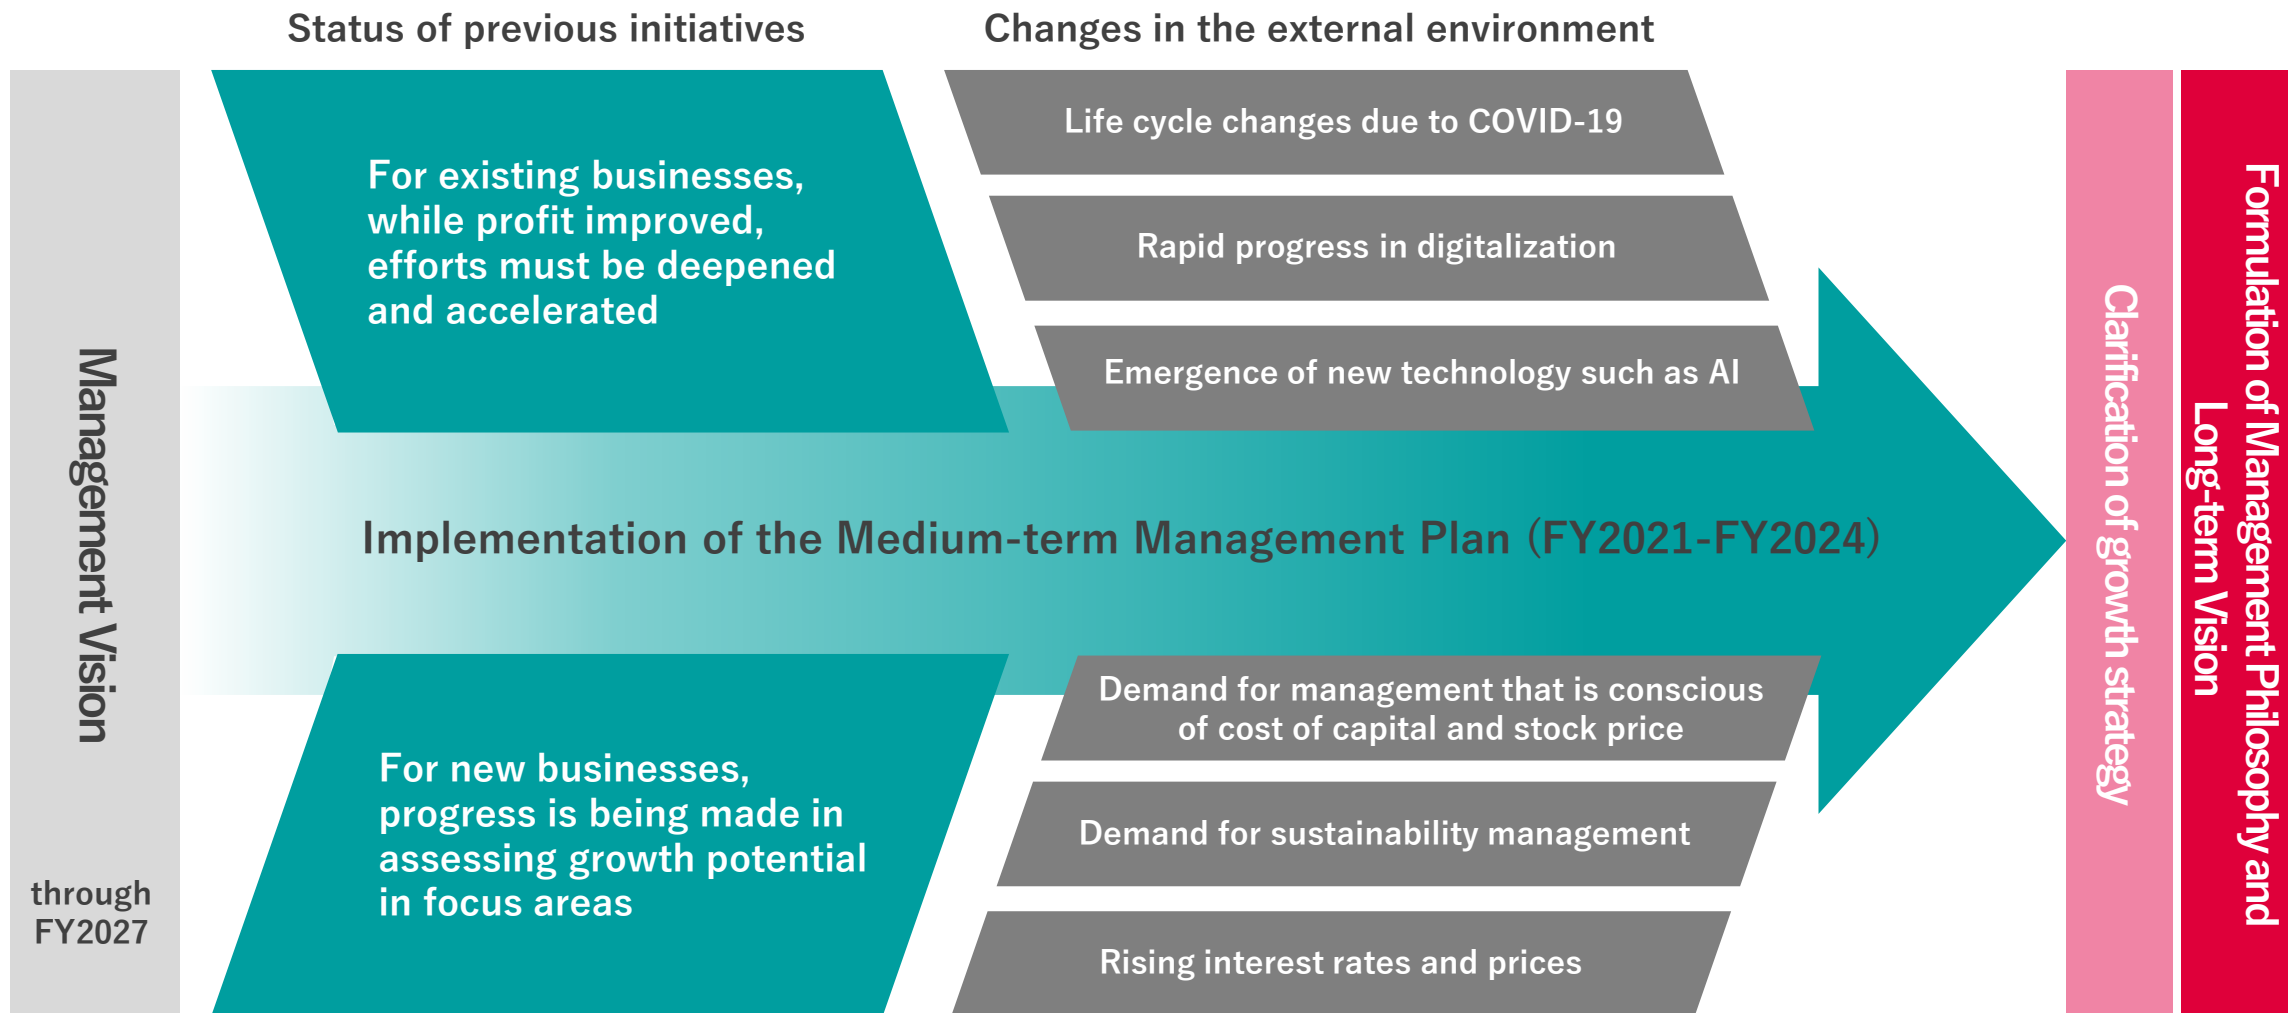 Status of previous initiatives
Changes in the external environment
Management Vision
through
FY2027
For existing businesses,
while profit improved,
efforts must be deepened
and accelerated
Life cycle changes due to COVID-19
Rapid progress in digitalization
Emergence of new technology such as AI
Implementation of the Medium-term Management Plan (FY2021-FY2024)
For new businesses,
progress is being made in
assessing growth potential
in focus areas
Demand for management that is conscious
of cost of capital and stock price
Demand for sustainability management
Rising interest rates and prices
Clarification of growth strategy
Formulation of Management Philosophy and
Long-term Vision